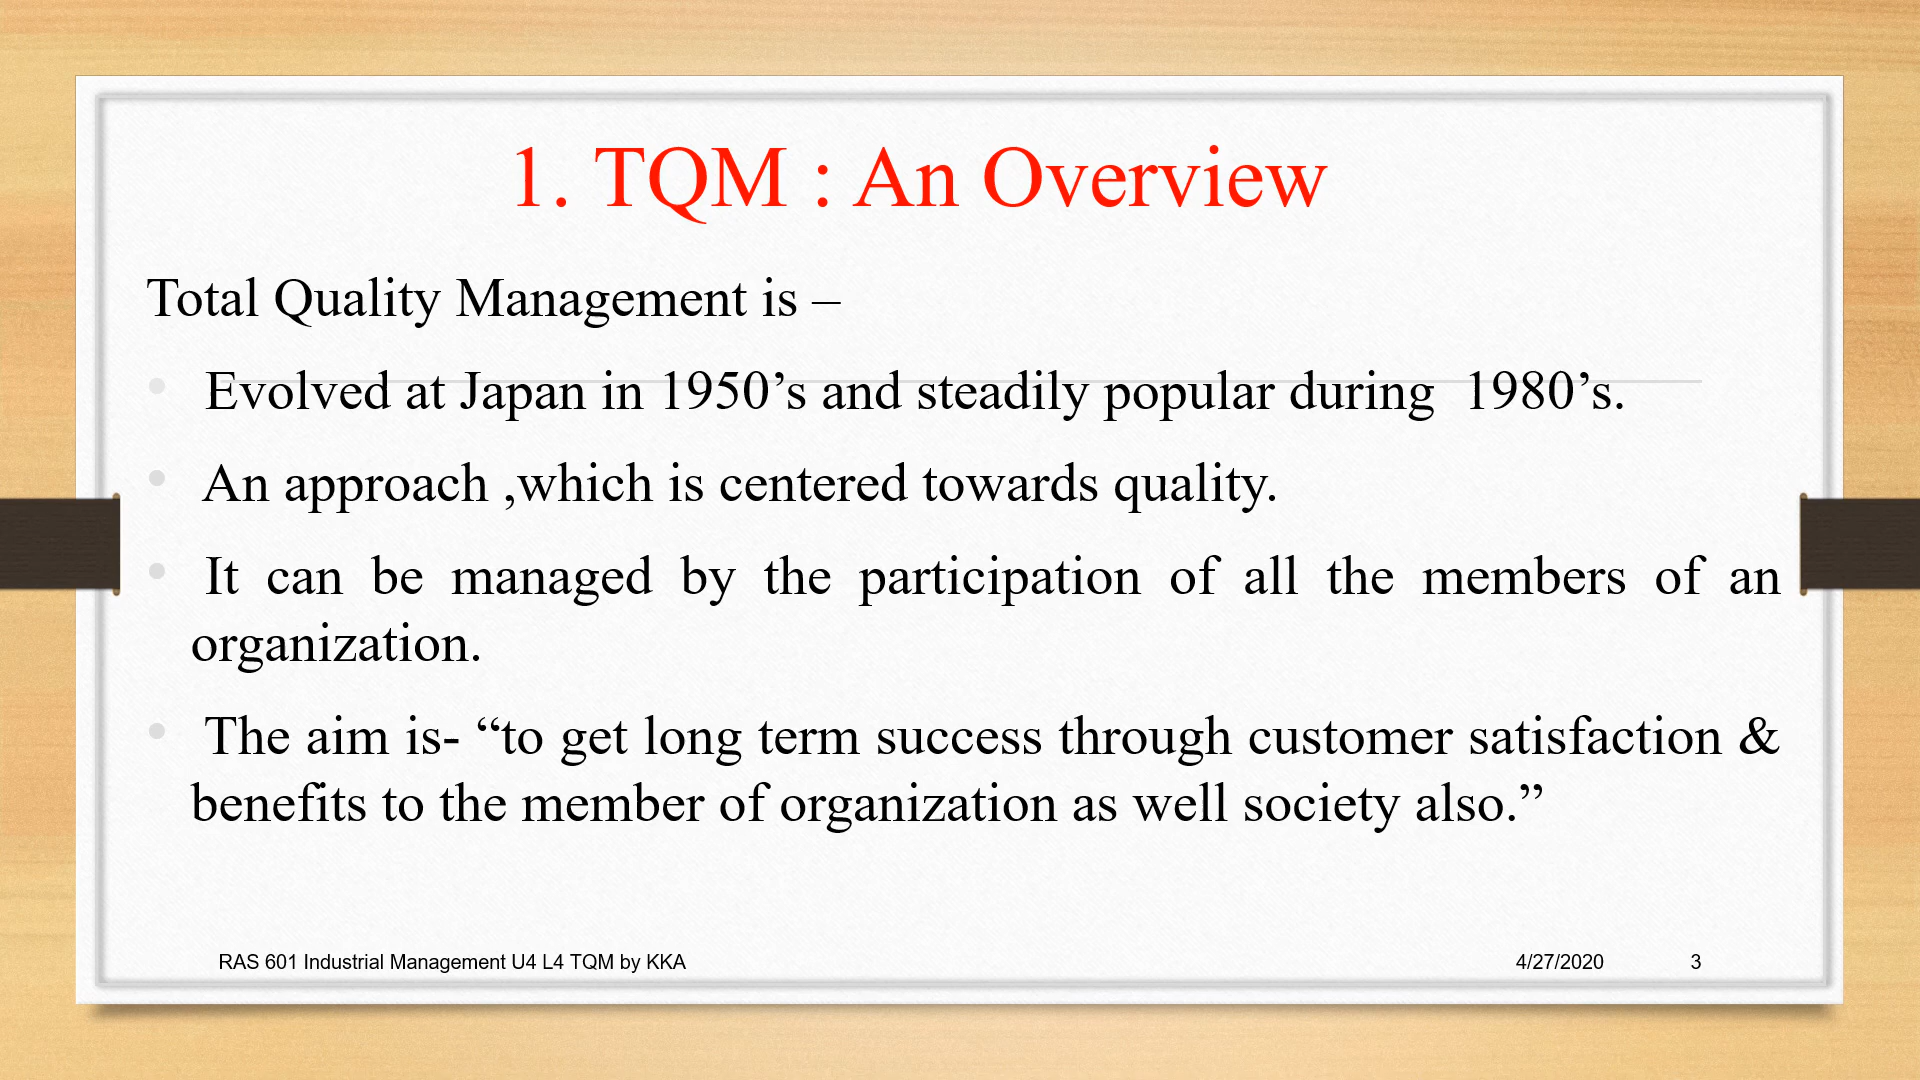 1. TQM : An Overview
Total Quality Management is –
• Evolved at Japan in 1950’s and steadily popular during  1980’s.
• An approach ,which is centered towards quality.
• It can be managed by the participation of all the members of an
organization.
• The aim is- “to get long term success through customer satisfaction &
benefits to the member of organization as well society also.”
RAS 601 Industrial Management U4 L4 TQM by KKA 4/27/2020 3